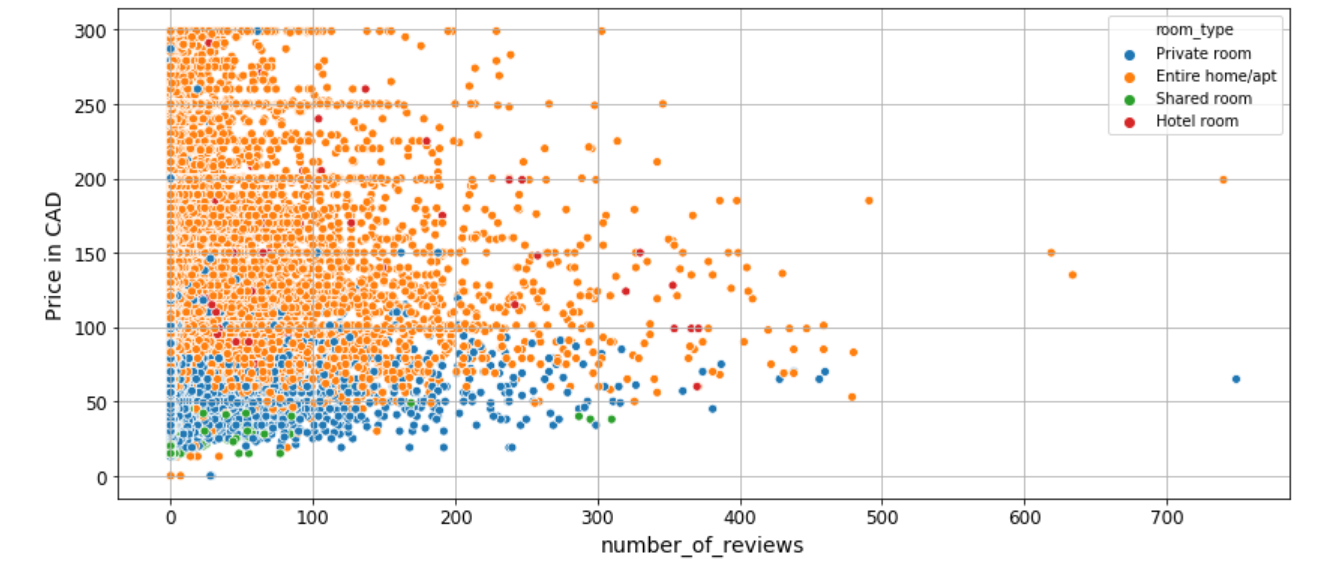 room_type
Private room
Entire home/apt
Shared room
Hotel room
Price in CAD
300
250
200
150
100
50
0
0 100 200 300 400 500 600 700
number_of_reviews